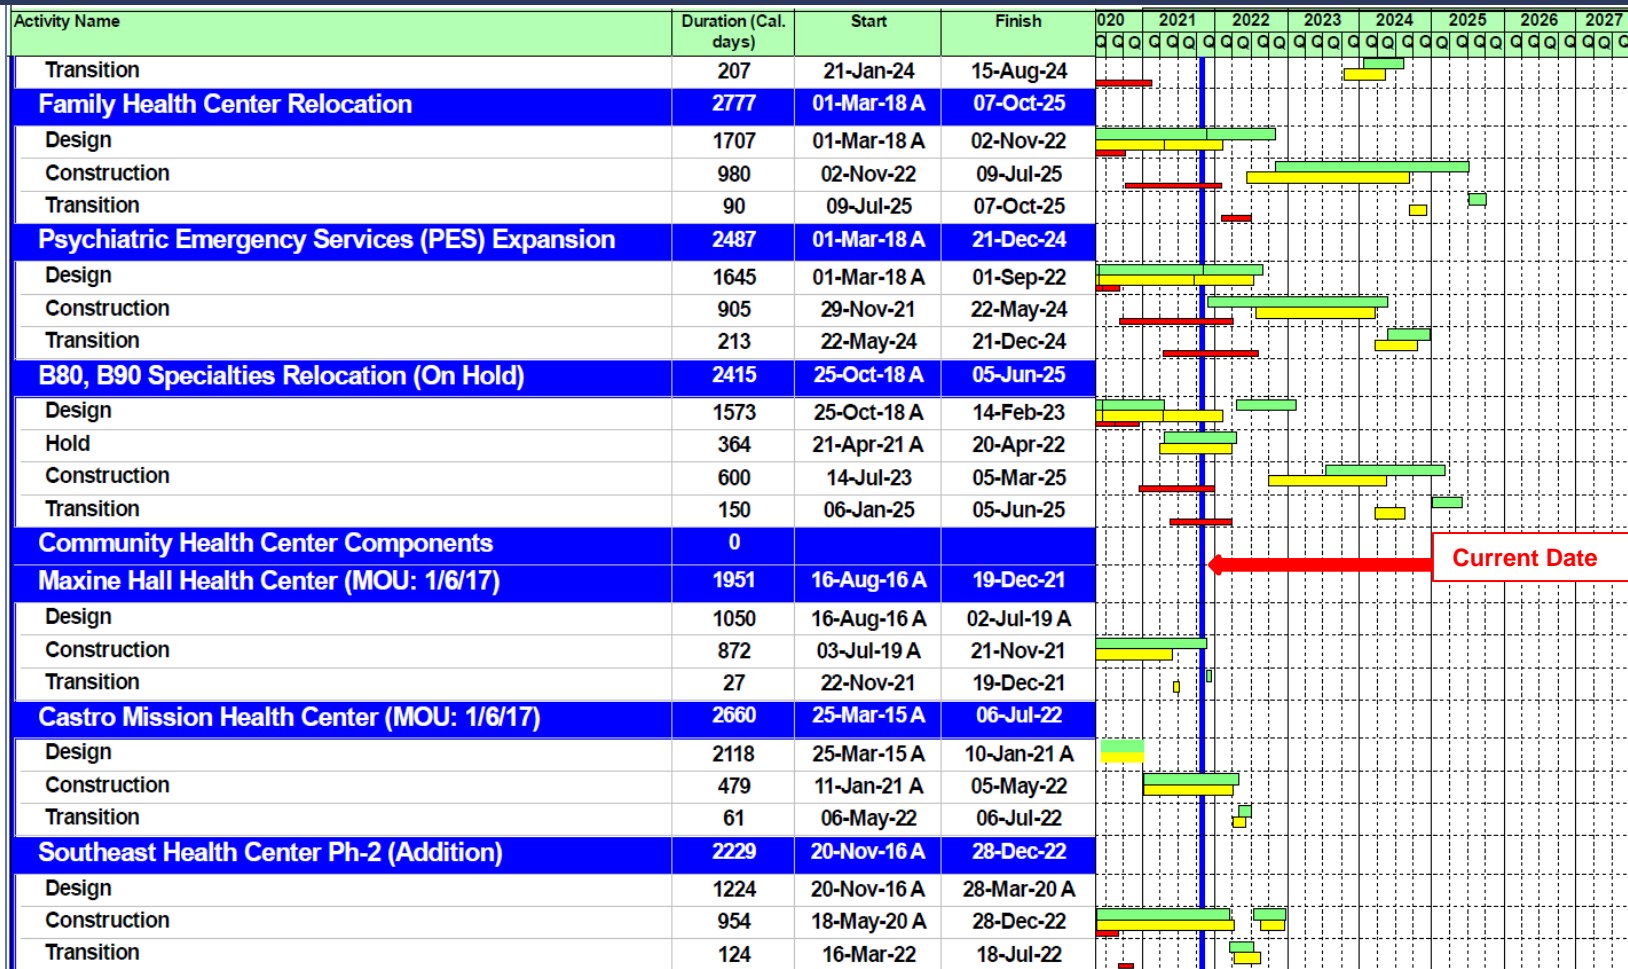 Activity Name Duration (Cal. days) Start Finish 020 2021 2022 2023 2024 2025 2026 2027
Q Q Q Q Q Q Q Q Q Q Q Q Q Q Q Q Q Q Q Q Q Q Q Q Q Q Q Q Q Q
Transition 207 21-Jan-24 15-Aug-24
Family Health Center Relocation 2777 01-Mar-18 A 07-Oct-25
Design 1707 01-Mar-18 A 02-Nov-22
Construction 980 02-Nov-22 09-Jul-25
Transition 90 09-Jul-25 07-Oct-25
Psychiatric Emergency Services (PES) Expansion 2487 01-Mar-18 A 21-Dec-24
Design 1645 01-Mar-18 A 01-Sep-22
Construction 905 29-Nov-21 22-May-24
Transition 213 22-May-24 21-Dec-24
B80, B90 Specialties Relocation (On Hold) 2415 25-Oct-18 A 05-Jun-25
Design 1573 25-Oct-18 A 14-Feb-23
Hold 364 21-Apr-21 A 20-Apr-22
Construction 600 14-Jul-23 05-Mar-25
Transition 150 06-Jan-25 05-Jun-25
Community Health Center Components 0
Current Date
Maxine Hall Health Center (MOU: 1/6/17) 1951 16-Aug-16 A 19-Dec-21
Design 1050 16-Aug-16 A 02-Jul-19 A
Construction 872 03-Jul-19 A 21-Nov-21
Transition 27 22-Nov-21 19-Dec-21
Castro Mission Health Center (MOU: 1/6/17) 2660 25-Mar-15 A 06-Jul-22
Design 2118 25-Mar-15 A 10-Jan-21 A
Construction 479 11-Jan-21 A 05-May-22
Transition 61 06-May-22 06-Jul-22
Southeast Health Center Ph-2 (Addition) 2229 20-Nov-16 A 28-Dec-22
Design 1224 20-Nov-16 A 28-Mar-20 A
Construction 954 18-May-20 A 28-Dec-22
Transition 124 16-Mar-22 18-Jul-22